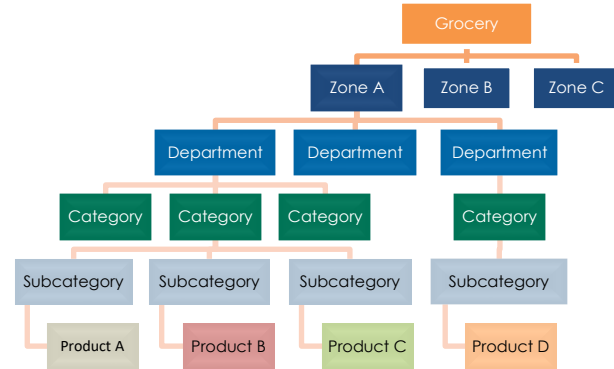 Grocery
Zone A
Zone B
Zone C
Department
Department
Department
Category
Category
Category
Category
Subcategory
Subcategory
Subcategory
Subcategory
Product A
Product B
Product C
Product D